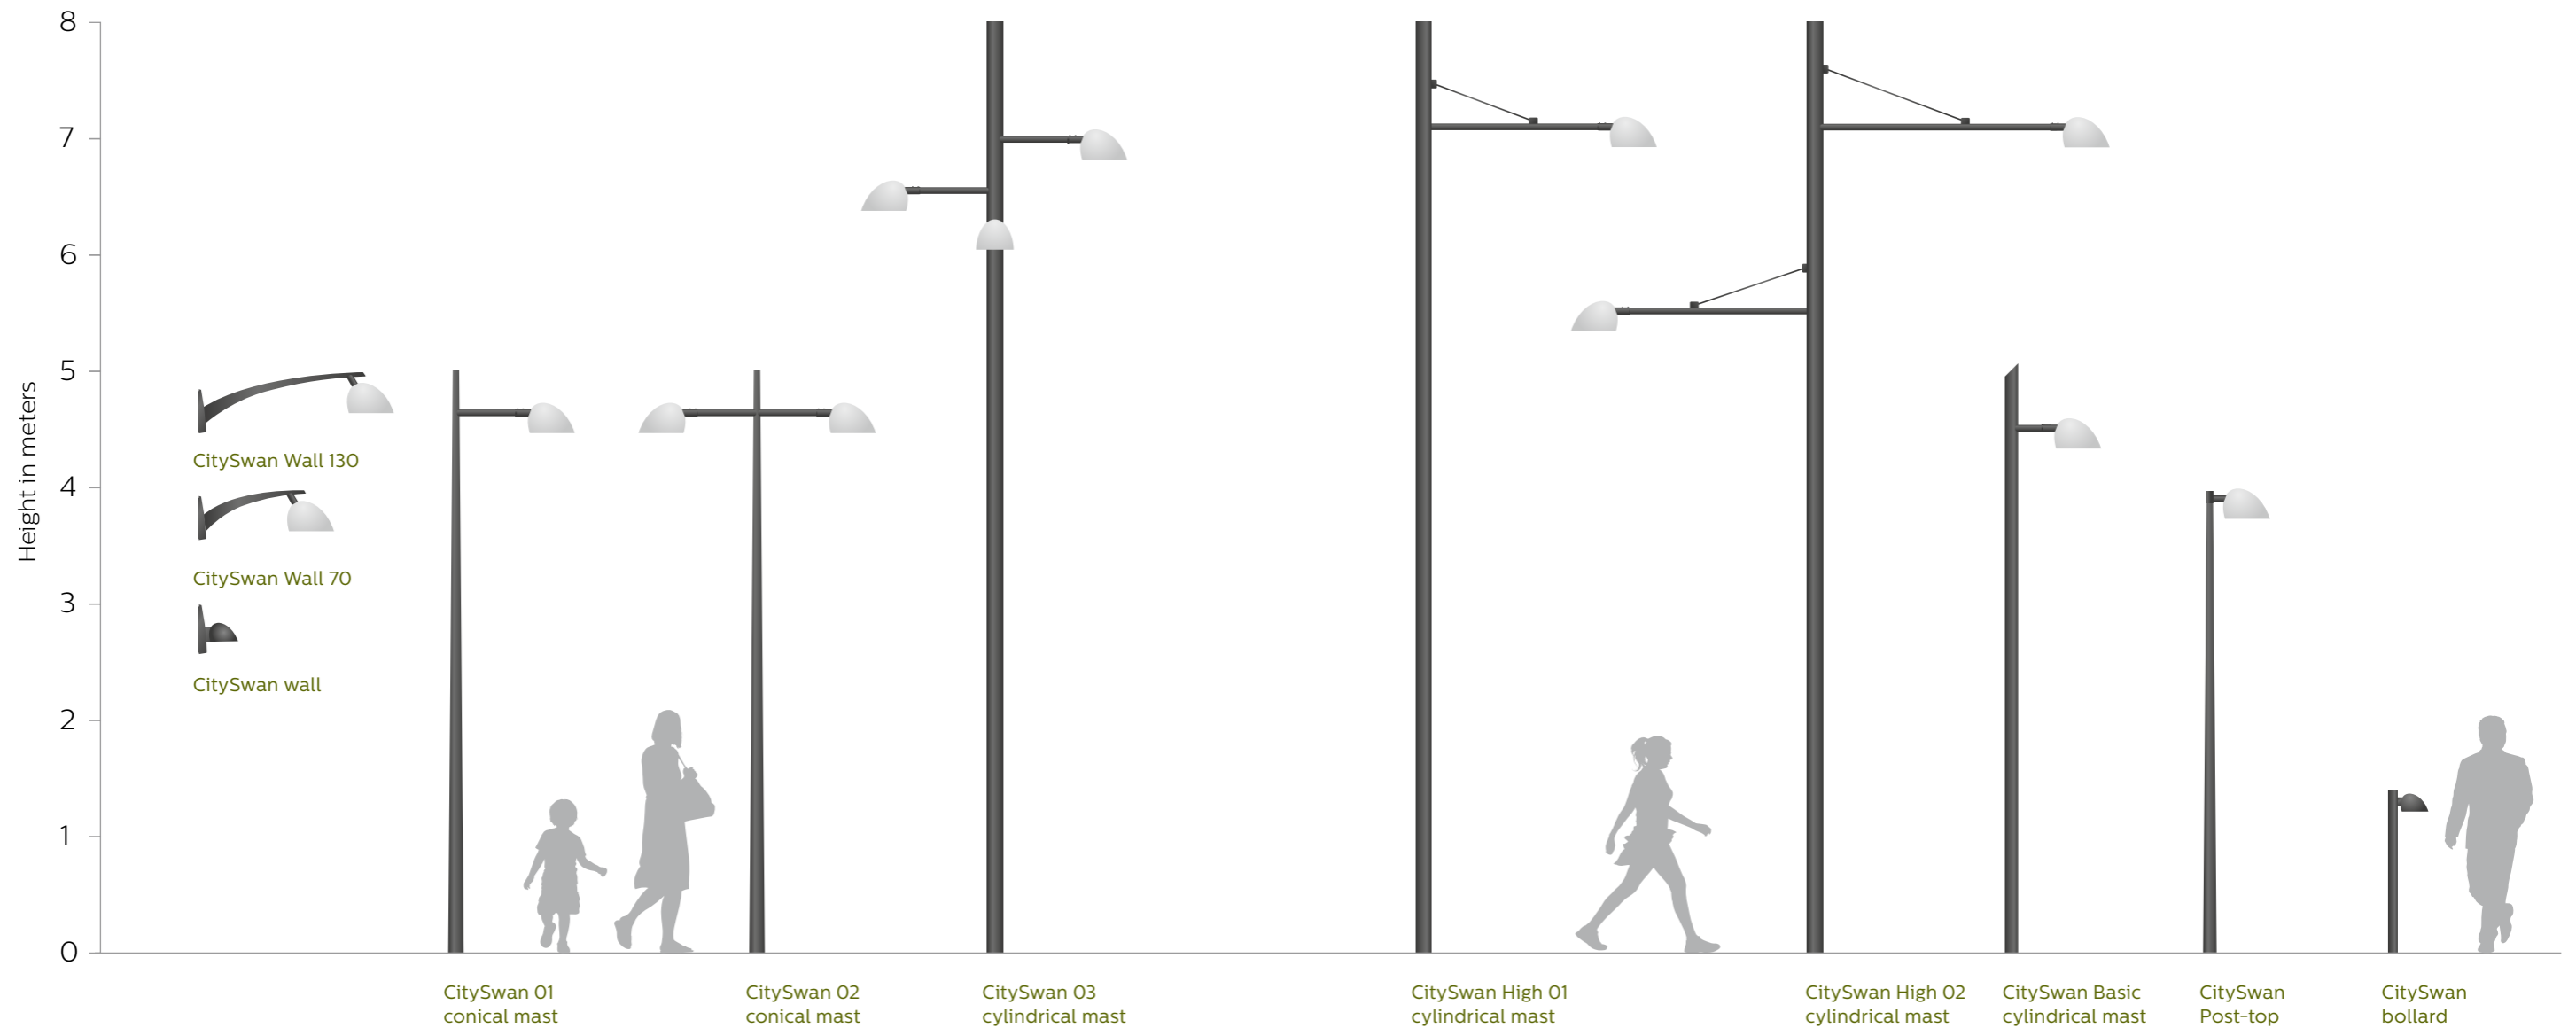 8
7
6
5
4
3
2
1
0
Height in meters
CitySwan Wall 130
CitySwan Wall 70
CitySwan wall
CitySwan 01
conical mast
CitySwan 02
conical mast
CitySwan 03
cylindrical mast
CitySwan High 01
cylindrical mast
CitySwan High 02
cylindrical mast
CitySwan Basic
cylindrical mast
CitySwan
Post-top
CitySwan
bollard